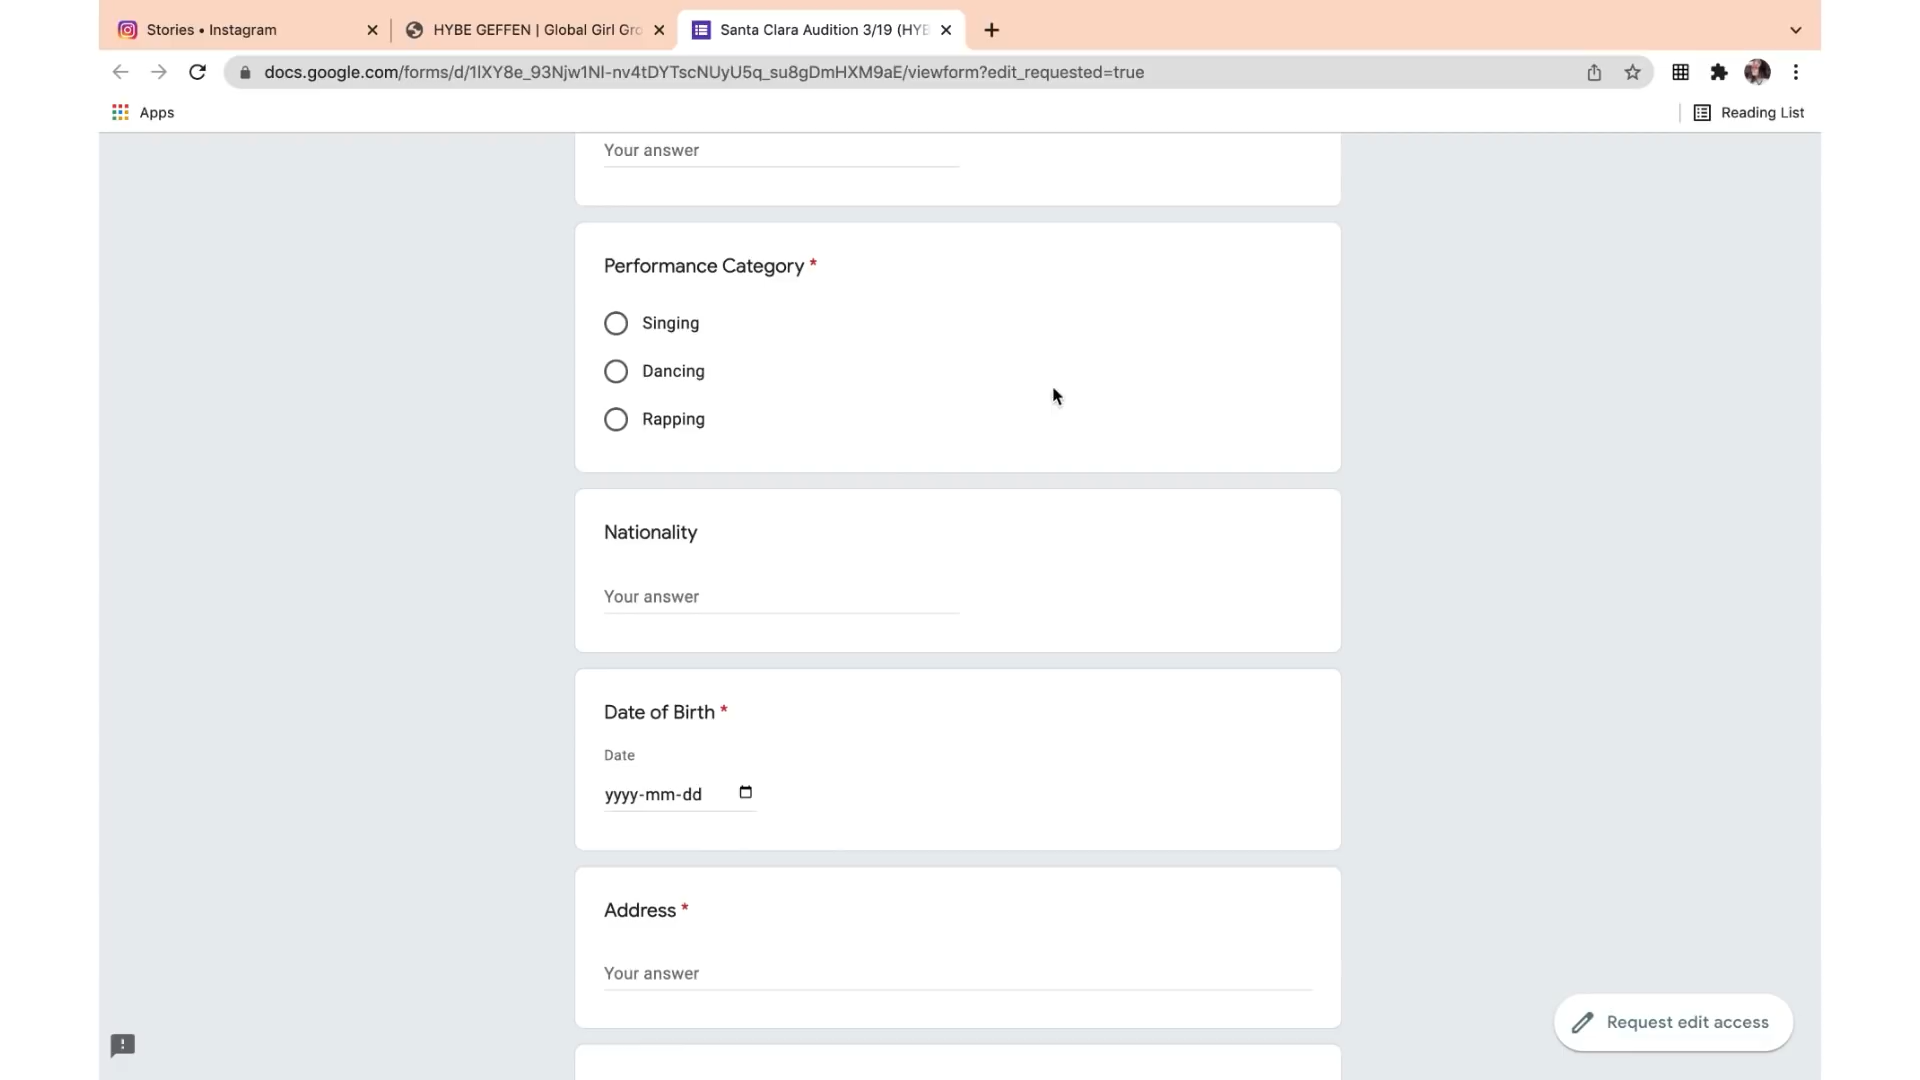 Stories • Instagram
HYBE GEFFEN | Global Girl Gro
Santa Clara Audition 3/19 (HYB
docs.google.com/forms/d/1IXY8e_93Njw1NI-nv4tDYTscNUyU5q_su8gDmHXM9aE/viewform?edit_requested=true
Apps
Reading List
Your answer
Performance Category *
Singing
Dancing
Rapping
Nationality
Your answer
Date of Birth *
Date
yyyy-mm-dd
Address *
Your answer
Request edit access